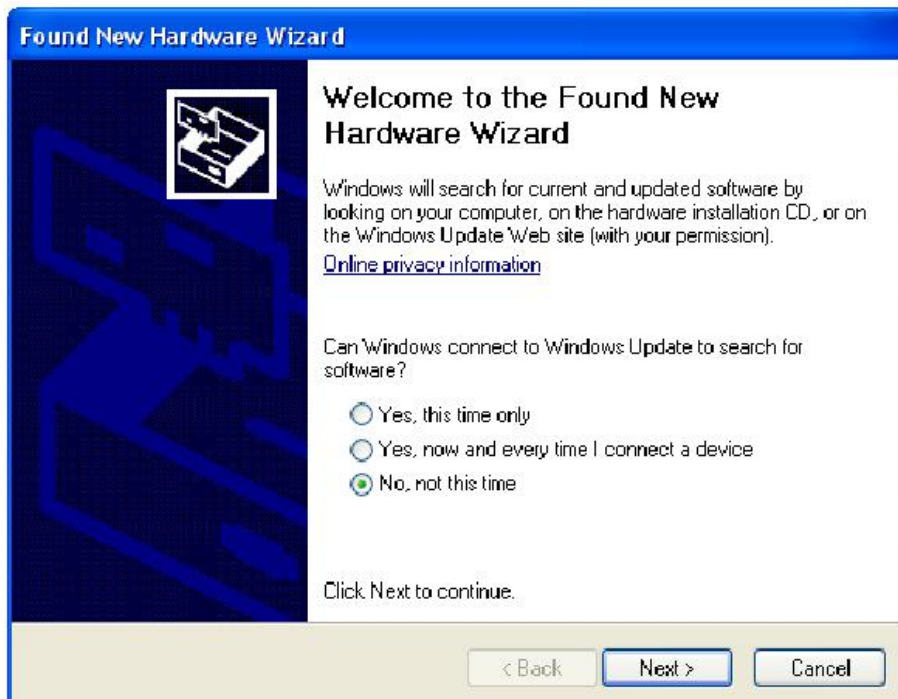 Found New Hardware Wizard
Welcome to the Found New
Hardware Wizard
Windows will search for current and updated software by
looking on your computer, on the hardware installation CD, or on
the Windows Update Web site (with your permission).
Online privacy information
Can Windows connect to Windows Update to search for
software?
Yes, this time only
Yes, now and every time I connect a device
No, not this time
Click Next to continue.
< Back Next > Cancel